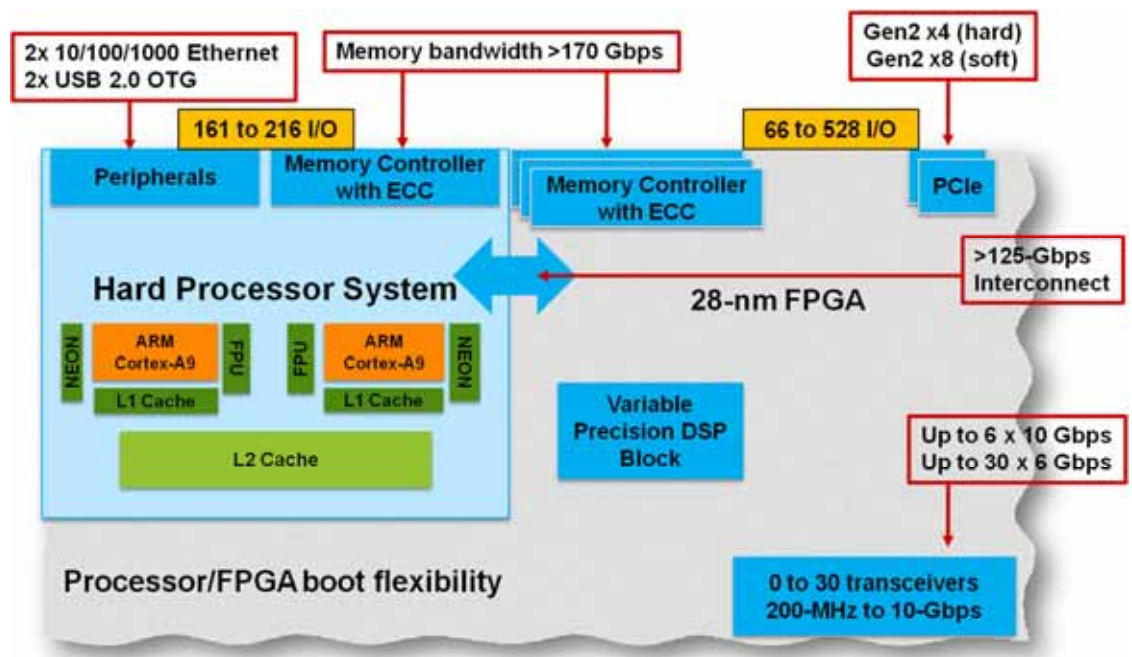 2x 10/100/1000 Ethernet
2x USB 2.0 OTG
Memory bandwidth >170 Gbps
Gen2 x4 (hard)
Gen2 x8 (soft)
161 to 216 I/O
66 to 528 I/O
Peripherals
Memory Controller
with ECC
Memory Controller
with ECC
PCIe
Hard Processor System
>125-Gbps
Interconnect
28-nm FPGA
NEON
ARM
Cortex-A9
FPU
L1 Cache
FPU
ARM
Cortex-A9
NEON
L1 Cache
L2 Cache
Variable
Precision DSP
Block
Up to 6 x 10 Gbps
Up to 30 x 6 Gbps
Processor/FPGA boot flexibility
0 to 30 transceivers
200-MHz to 10-Gbps